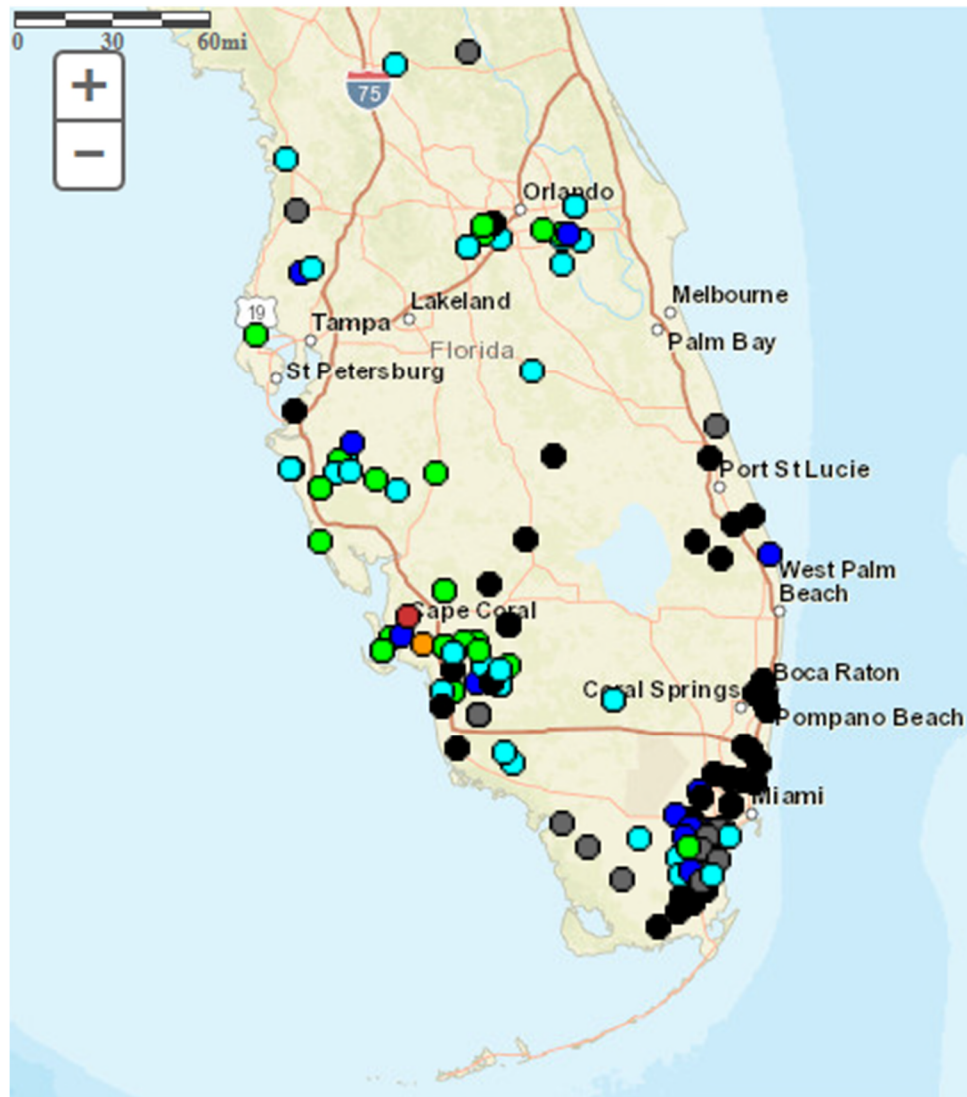 0 30 60mi
+
75
−
Orlando
Melbourne
Lakeland
19
Tampa
Palm Bay
Florida
St Petersburg
Port St Lucie
West Palm
Beach
Cape Coral
Boca Raton
Coral Springs
Pompano Beach
Miami